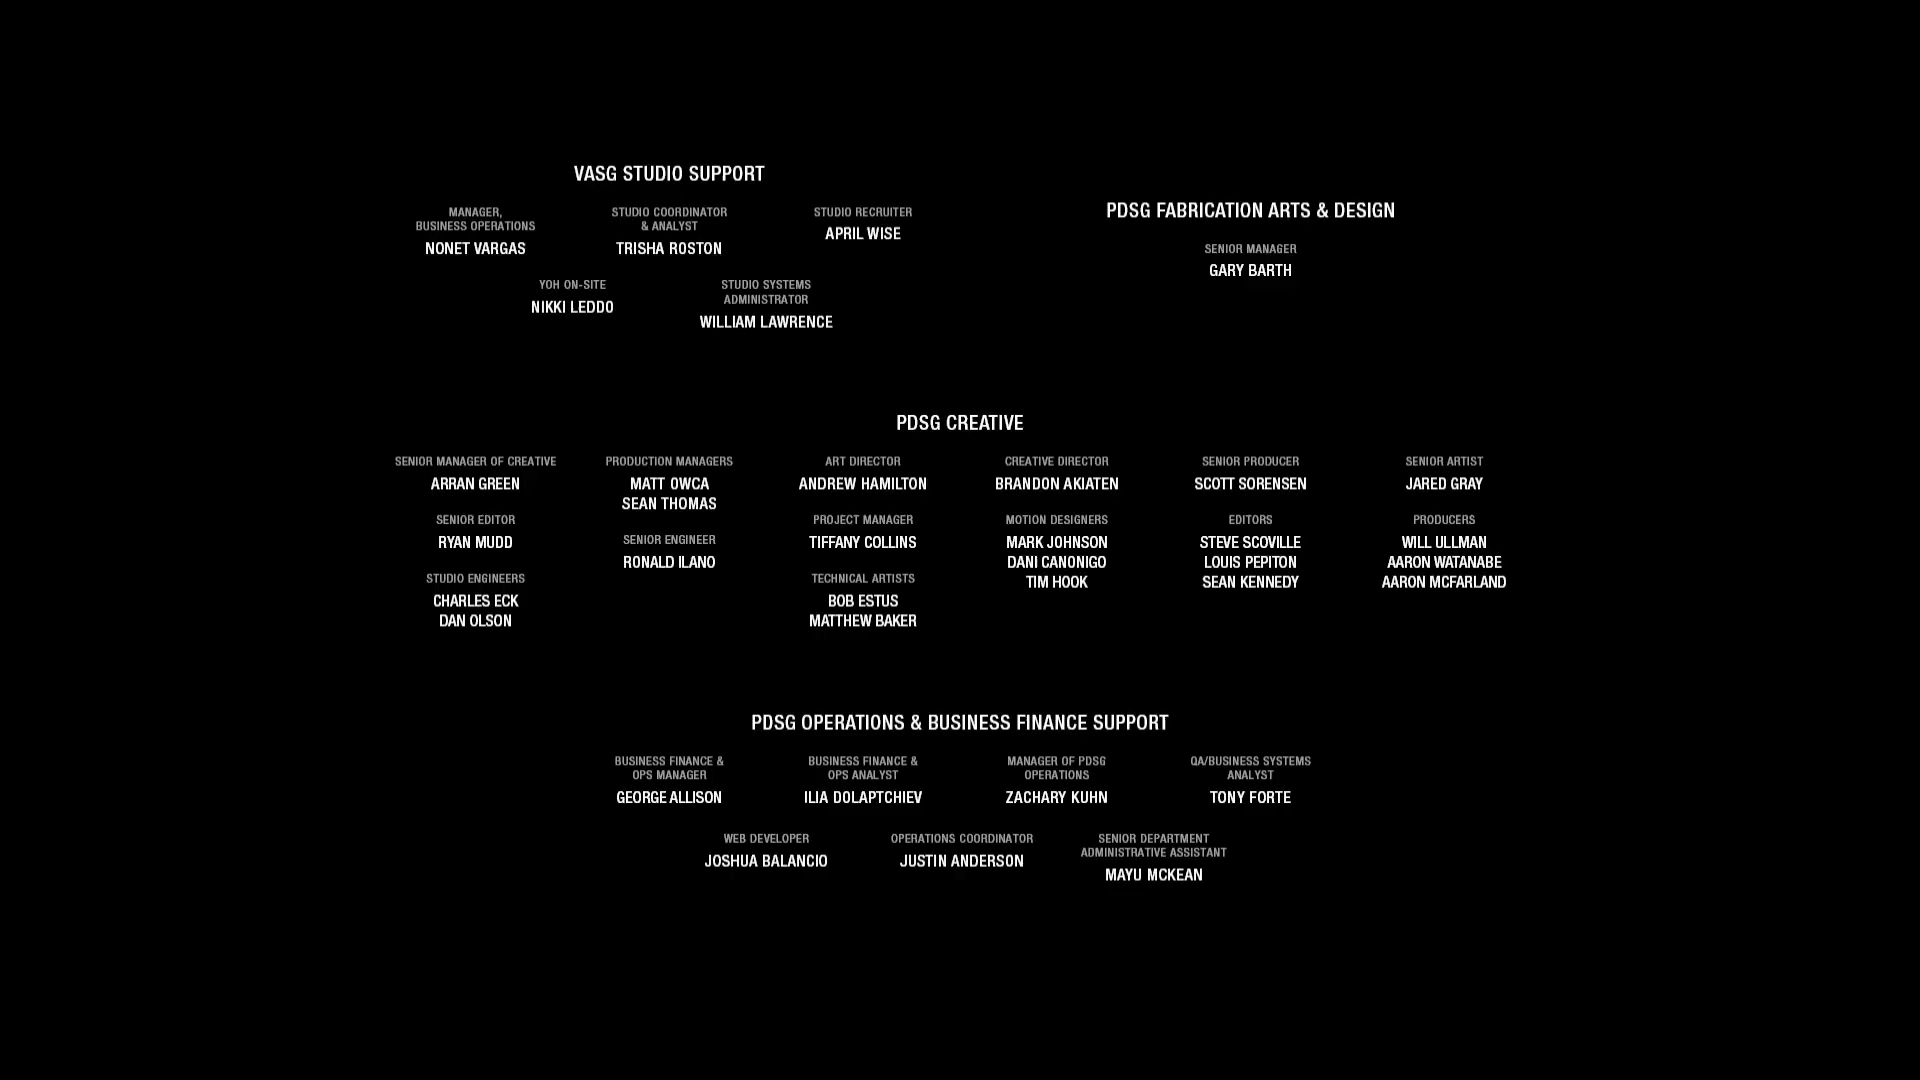 VASG STUDIO SUPPORT
MANAGER,
BUSINESS OPERATIONS
NONET VARGAS
STUDIO COORDINATOR
& ANALYST
TRISHA ROSTON
STUDIO RECRUITER
APRIL WISE
YOH ON-SITE
NIKKI LEDDO
STUDIO SYSTEMS
ADMINISTRATOR
WILLIAM LAWRENCE
PDSG FABRICATION ARTS & DESIGN
SENIOR MANAGER
GARY BARTH
PDSG CREATIVE
SENIOR MANAGER OF CREATIVE
ARRAN GREEN
SENIOR EDITOR
RYAN MUDD
STUDIO ENGINEERS
CHARLES ECK
DAN OLSON
PRODUCTION MANAGERS
MATT OWCA
SEAN THOMAS
SENIOR ENGINEER
RONALD ILANO
ART DIRECTOR
ANDREW HAMILTON
PROJECT MANAGER
TIFFANY COLLINS
TECHNICAL ARTISTS
BOB ESTUS
MATTHEW BAKER
CREATIVE DIRECTOR
BRANDON AKIATEN
MOTION DESIGNERS
MARK JOHNSON
DANI CANONIGO
TIM HOOK
SENIOR PRODUCER
SCOTT SORENSEN
EDITORS
STEVE SCOVILLE
LOUIS PEPITON
SEAN KENNEDY
SENIOR ARTIST
JARED GRAY
PRODUCERS
WILL ULLMAN
AARON WATANABE
AARON MCFARLAND
PDSG OPERATIONS & BUSINESS FINANCE SUPPORT
BUSINESS FINANCE &
OPS MANAGER
GEORGE ALLISON
BUSINESS FINANCE &
OPS ANALYST
ILIA DOLAPTCHIEV
MANAGER OF PDSG
OPERATIONS
ZACHARY KUHN
QA/BUSINESS SYSTEMS
ANALYST
TONY FORTE
WEB DEVELOPER
JOSHUA BALANCIO
OPERATIONS COORDINATOR
JUSTIN ANDERSON
SENIOR DEPARTMENT
ADMINISTRATIVE ASSISTANT
MAYU MCKEAN